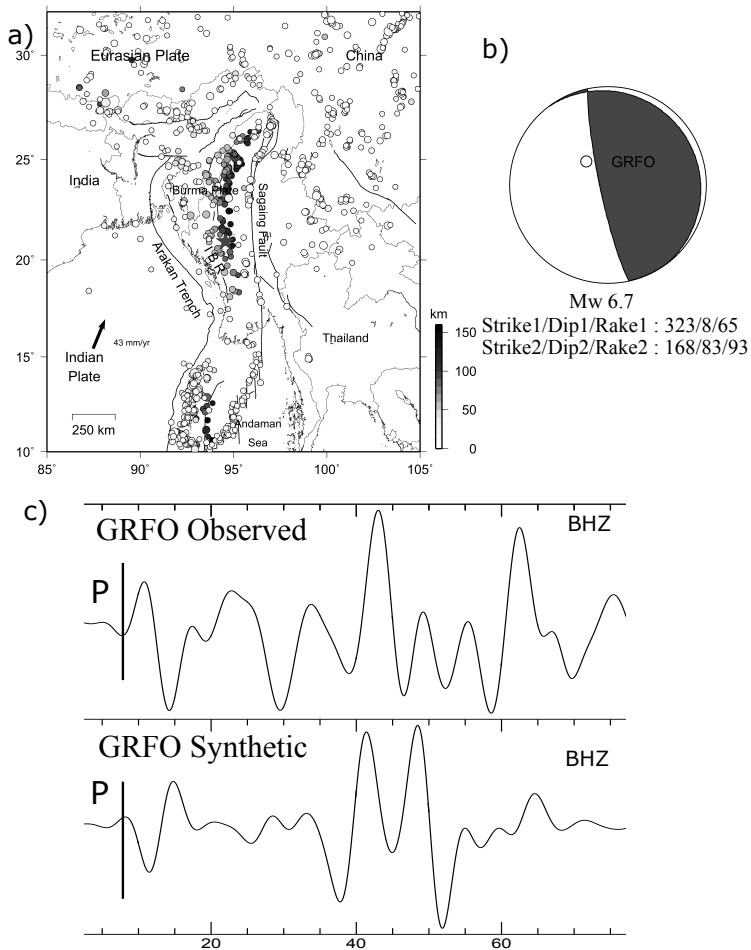 a)
30˚
25˚
20˚
15˚
10˚
85˚
90˚
95˚
100˚
105˚
Eurasian Plate
China
India
Burma Plate
Sagaing Fault
I B R
Arakan Trench
43 mm/yr
Indian
Plate
Thailand
250 km
Andaman
Sea
km
150
100
50
0
b)
GRFO
Mw 6.7
Strike1/Dip1/Rake1 : 323/8/65
Strike2/Dip2/Rake2 : 168/83/93
c)
GRFO Observed
BHZ
P
GRFO Synthetic
BHZ
P
20
40
60